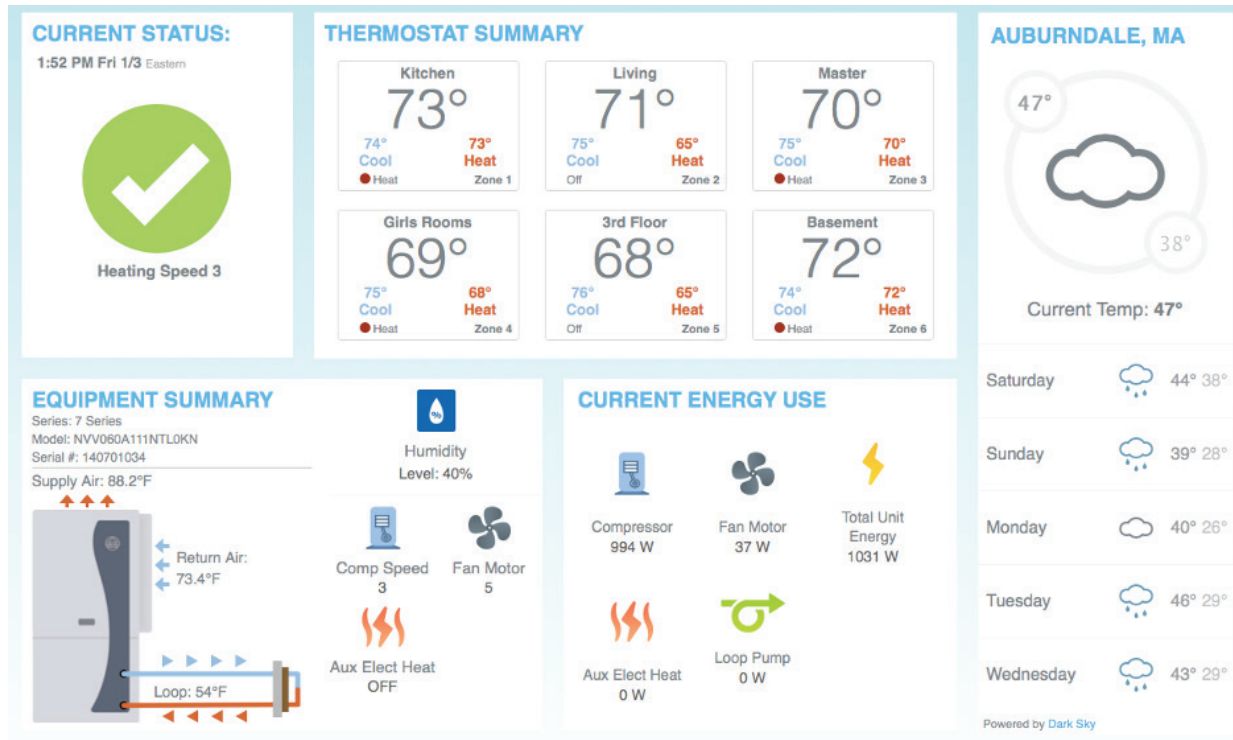 CURRENT STATUS:
1:52 PM Fri 1/3 Eastern
Heating Speed 3
THERMOSTAT SUMMARY
Kitchen
73°
74° 73°
Cool Heat
Heat Zone 1
Living
71°
75° 65°
Cool Heat
Off Zone 2
Master
70°
75° 70°
Cool Heat
Heat Zone 3
Girls Rooms
69°
75° 68°
Cool Heat
Heat Zone 4
3rd Floor
68°
76° 65°
Cool Heat
Off Zone 5
Basement
72°
74° 72°
Cool Heat
Heat Zone 6
AUBURNDALE, MA
47°
38°
Current Temp: 47°
Saturday 44° 38°
Sunday 39° 28°
Monday 40° 26°
Tuesday 46° 29°
Wednesday 43° 29°
Powered by Dark Sky
EQUIPMENT SUMMARY
Series: 7 Series
Model: NVV060A111NTL0KN
Serial #: 140701034
Supply Air: 88.2°F
Return Air:
73.4°F
Loop: 54°F
%
Humidity
Level: 40%
Comp Speed
3
Fan Motor
5
Aux Elect Heat
OFF
CURRENT ENERGY USE
Compressor
994 W
Fan Motor
37 W
Total Unit
Energy
1031 W
Aux Elect Heat
0 W
Loop Pump
0 W